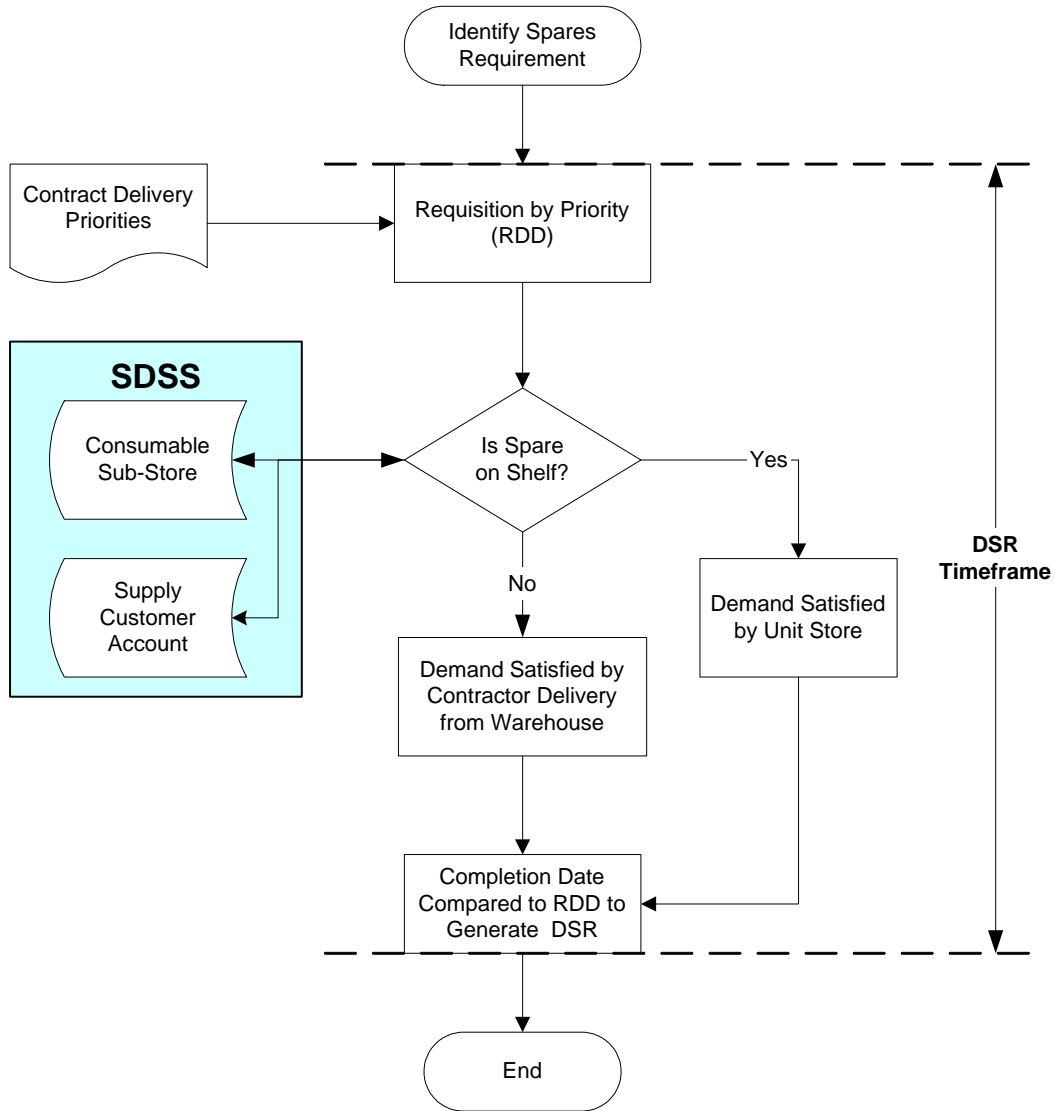 Identify Spares
Requirement
Contract Delivery
Priorities
Requisition by Priority
(RDD)
SDSS
Consumable
Sub-Store
Is Spare
on Shelf?
Yes
DSR
Timeframe
Supply
Customer
Account
No
Demand Satisfied
by Unit Store
Demand Satisfied by
Contractor Delivery
from Warehouse
Completion Date
Compared to RDD to
Generate DSR
End